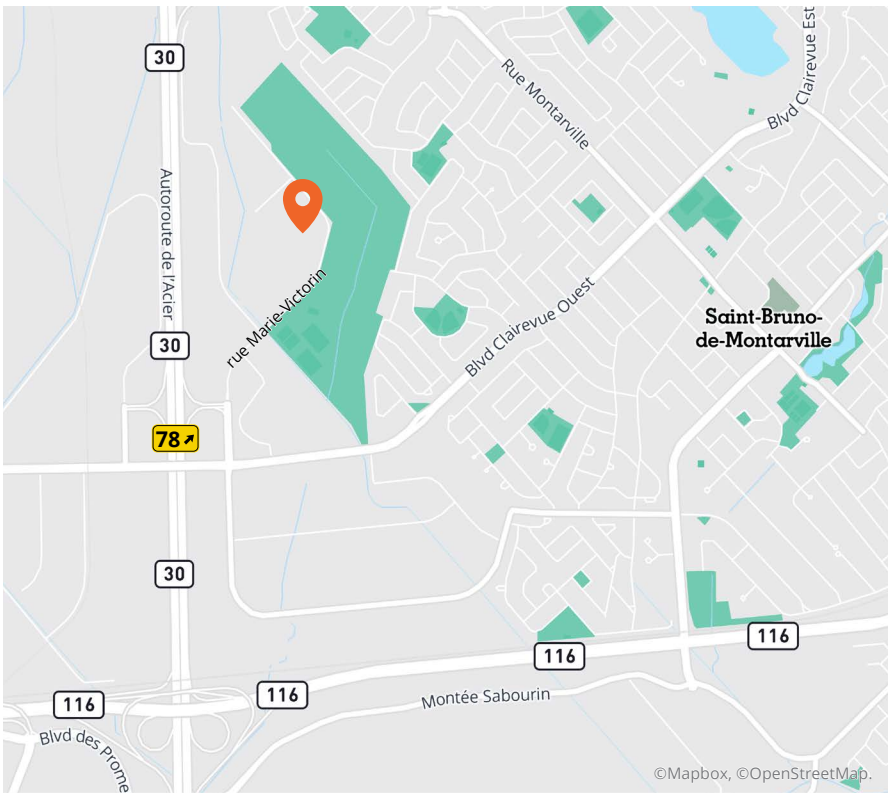 30
Rue Montarville
Blvd Clairevue Est
Autoroute de l'Acier
rue Marie-Victorin
Blvd Clairevue Ouest
Saint-Bruno-
de-Montarville
30
78
30
116
116
116
116
Montée Sabourin
Blvd des Prome
©Mapbox, ©OpenStreetMap.